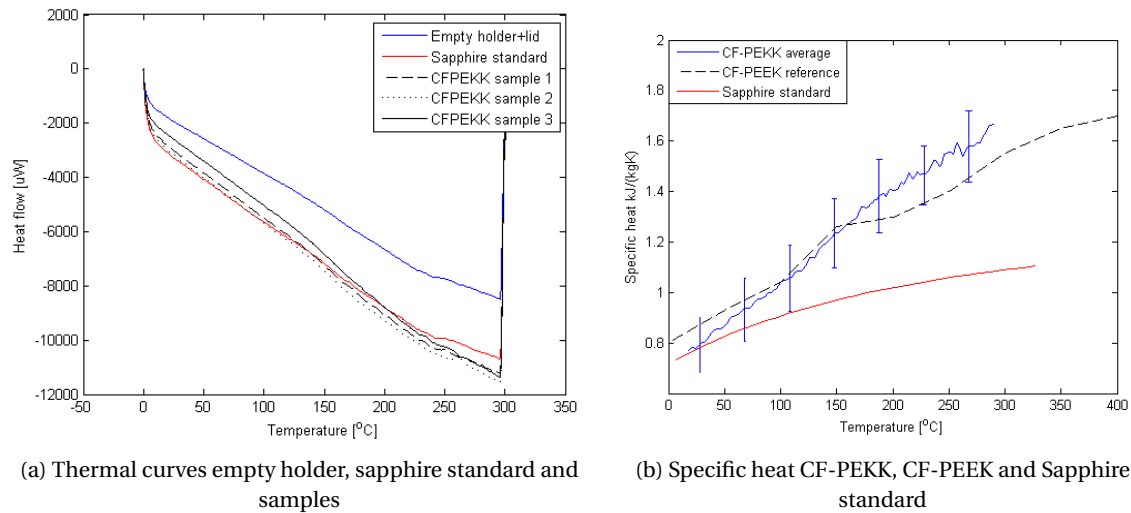 2000
0
-2000
-4000
-6000
-8000
-10000
-12000
-50
0
50
100
150
200
250
300
350
Heat flow [uW]
Temperature [°C]
Empty holder+lid
Sapphire standard
CFPEKK sample 1
CFPEKK sample 2
CFPEKK sample 3
(a) Thermal curves empty holder, sapphire standard and
samples
2
1.8
1.6
1.4
1.2
1
0.8
0
50
100
150
200
250
300
350
400
Specific heat kJ/(kgK)
Temperature [°C]
CF-PEKK average
CF-PEEK reference
Sapphire standard
(b) Specific heat CF-PEKK, CF-PEEK and Sapphire
standard